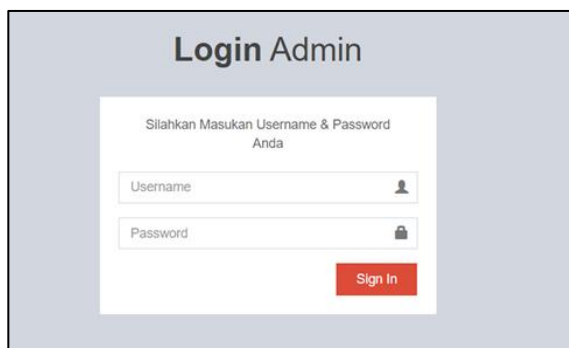 Login Admin
Silahkan Masukan Username & Password
Anda
Username
Password
Sign In